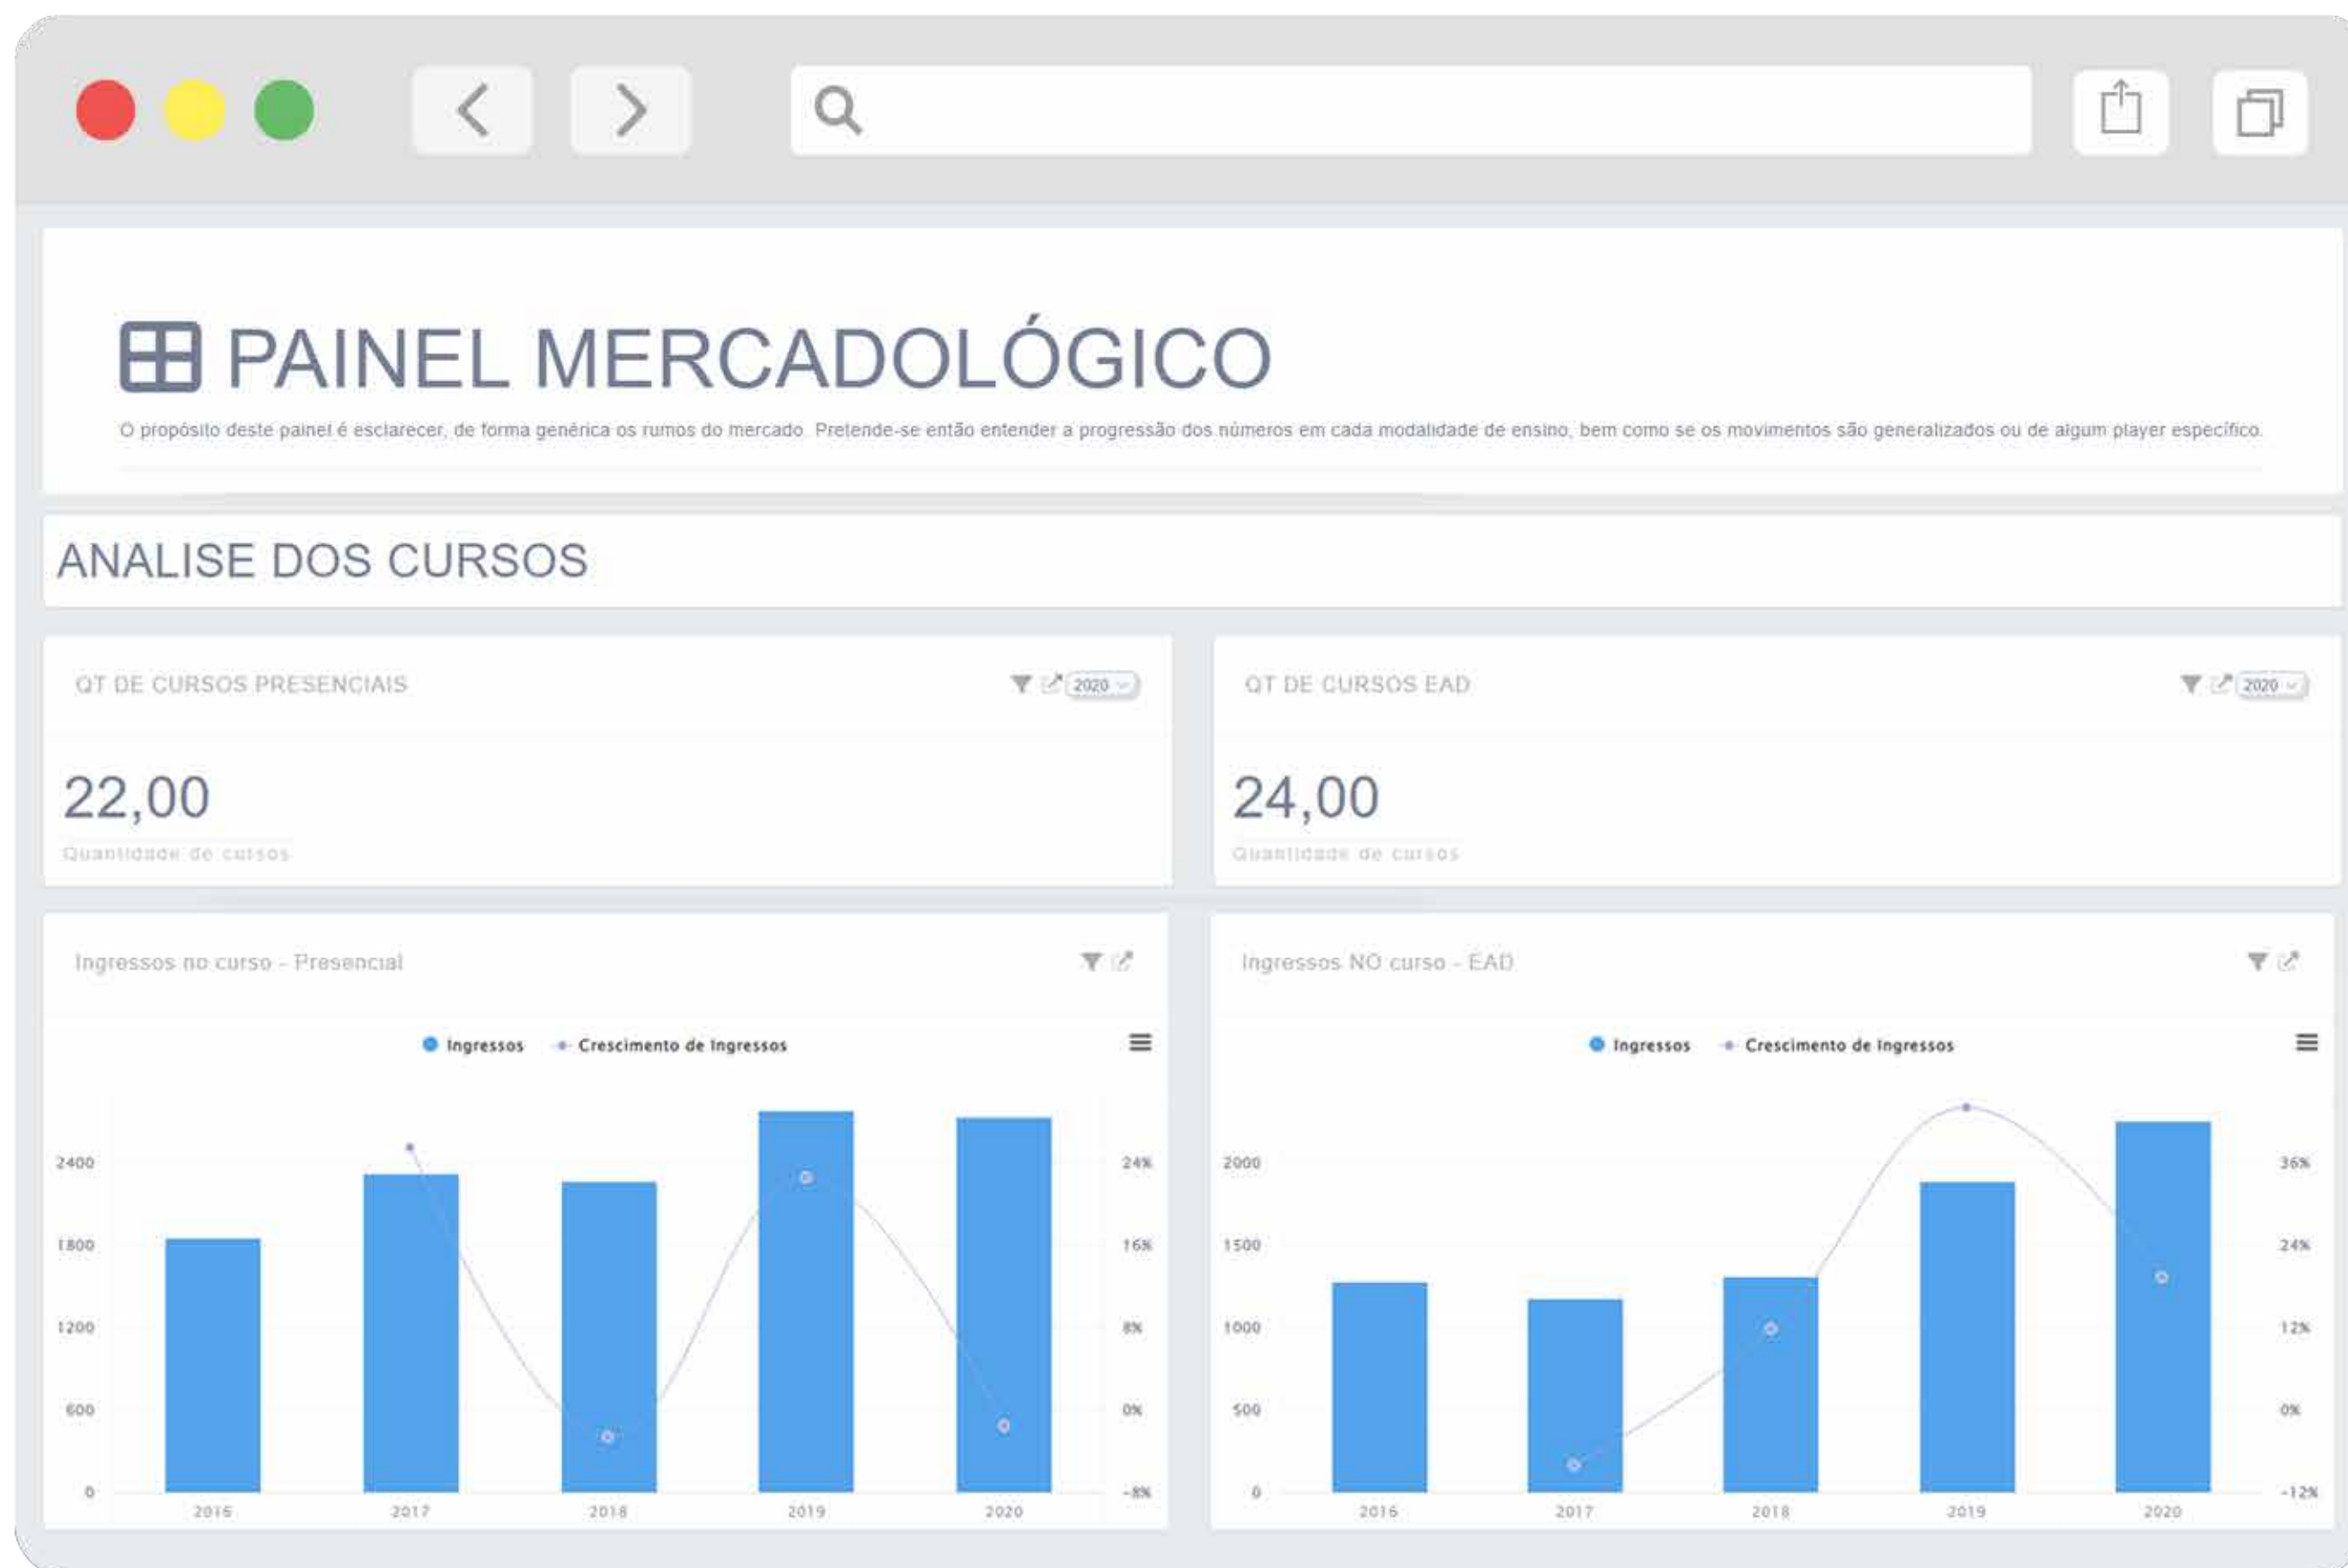 PAINEL MERCADOLÓGICO
O propósito deste painel é esclarecer, de forma genérica os rumos do mercado. Pretende-se então entender a progressão dos números em cada modalidade de ensino, bem como se os movimentos são generalizados ou de algum player específico.
ANALISE DOS CURSOS
QT DE CURSOS PRESENCIAIS
2020
22,00
Quantidade de cursos
QT DE CURSOS EAD
2020
24,00
Quantidade de cursos
Ingressos no curso - Presencial
Ingressos Crescimento de Ingressos
2400 24%
1800 16%
1200 8%
600 0%
0 -8%
2016 2017 2018 2019 2020
Ingressos NO curso - EAD
Ingressos Crescimento de Ingressos
2000 36%
1500 24%
1000 12%
500 0%
0 -12%
2016 2017 2018 2019 2020